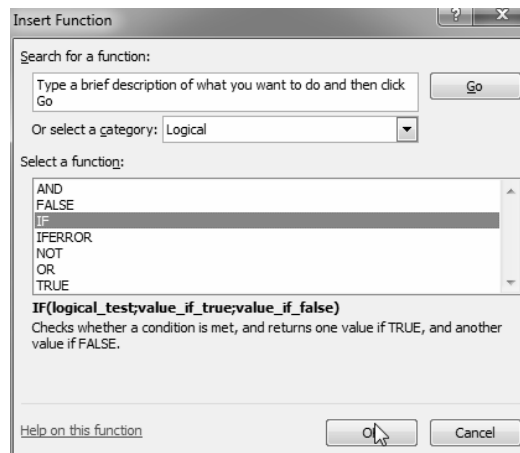 Insert Function
Search for a function:
Type a brief description of what you want to do and then click
Go
Go
Or select a category: Logical
Select a function:
AND
FALSE
IF
IFERROR
NOT
OR
TRUE
IF(logical_test;value_if_true;value_if_false)
Checks whether a condition is met, and returns one value if TRUE, and another
value if FALSE.
Help on this function
OK Cancel